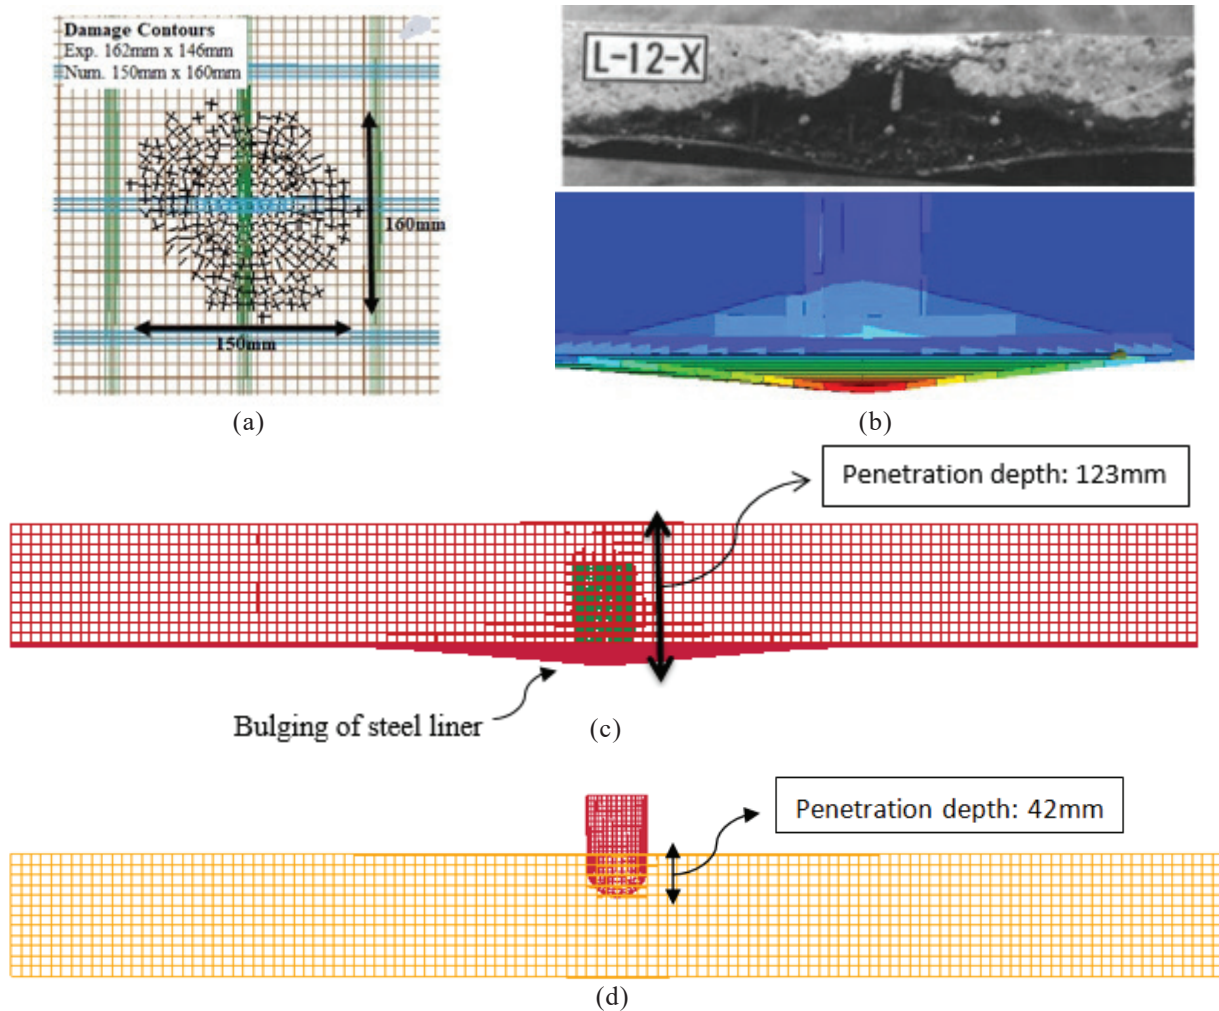 Damage Contours
Exp. 162mm x 146mm
Num. 150mm x 160mm
160mm
150mm
(a)
L-12-X
(b)
Penetration depth: 123mm
Bulging of steel liner
(c)
Penetration depth: 42mm
(d)